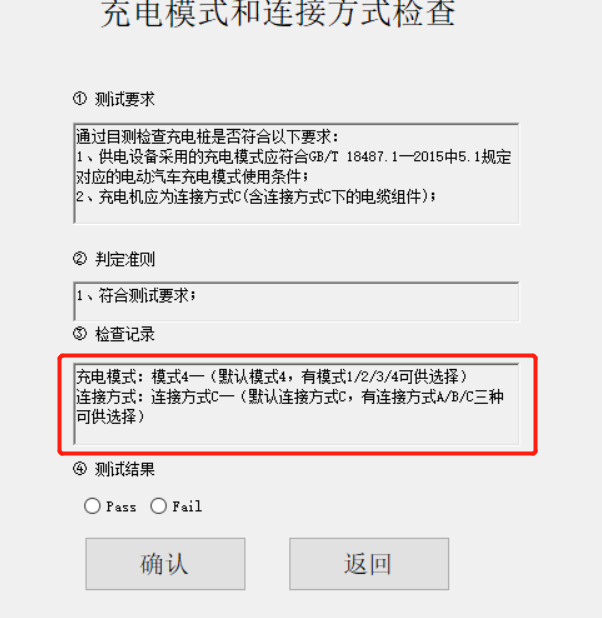 充电模式和连接方式检查
① 测试要求
通过目测检查充电桩是否符合以下要求：
1、供电设备采用的充电模式应符合GB/T 18487.1—2015中5.1规定
对应的电动汽车充电模式使用条件；
2、充电机应为连接方式C(含连接方式C下的电缆组件)；
② 判定准则
1、符合测试要求；
③ 检查记录
充电模式：模式4—（默认模式4，有模式1/2/3/4可供选择）
连接方式：连接方式C—（默认连接方式C，有连接方式A/B/C三种
可供选择）
④ 测试结果
Pass Fail
确认 返回